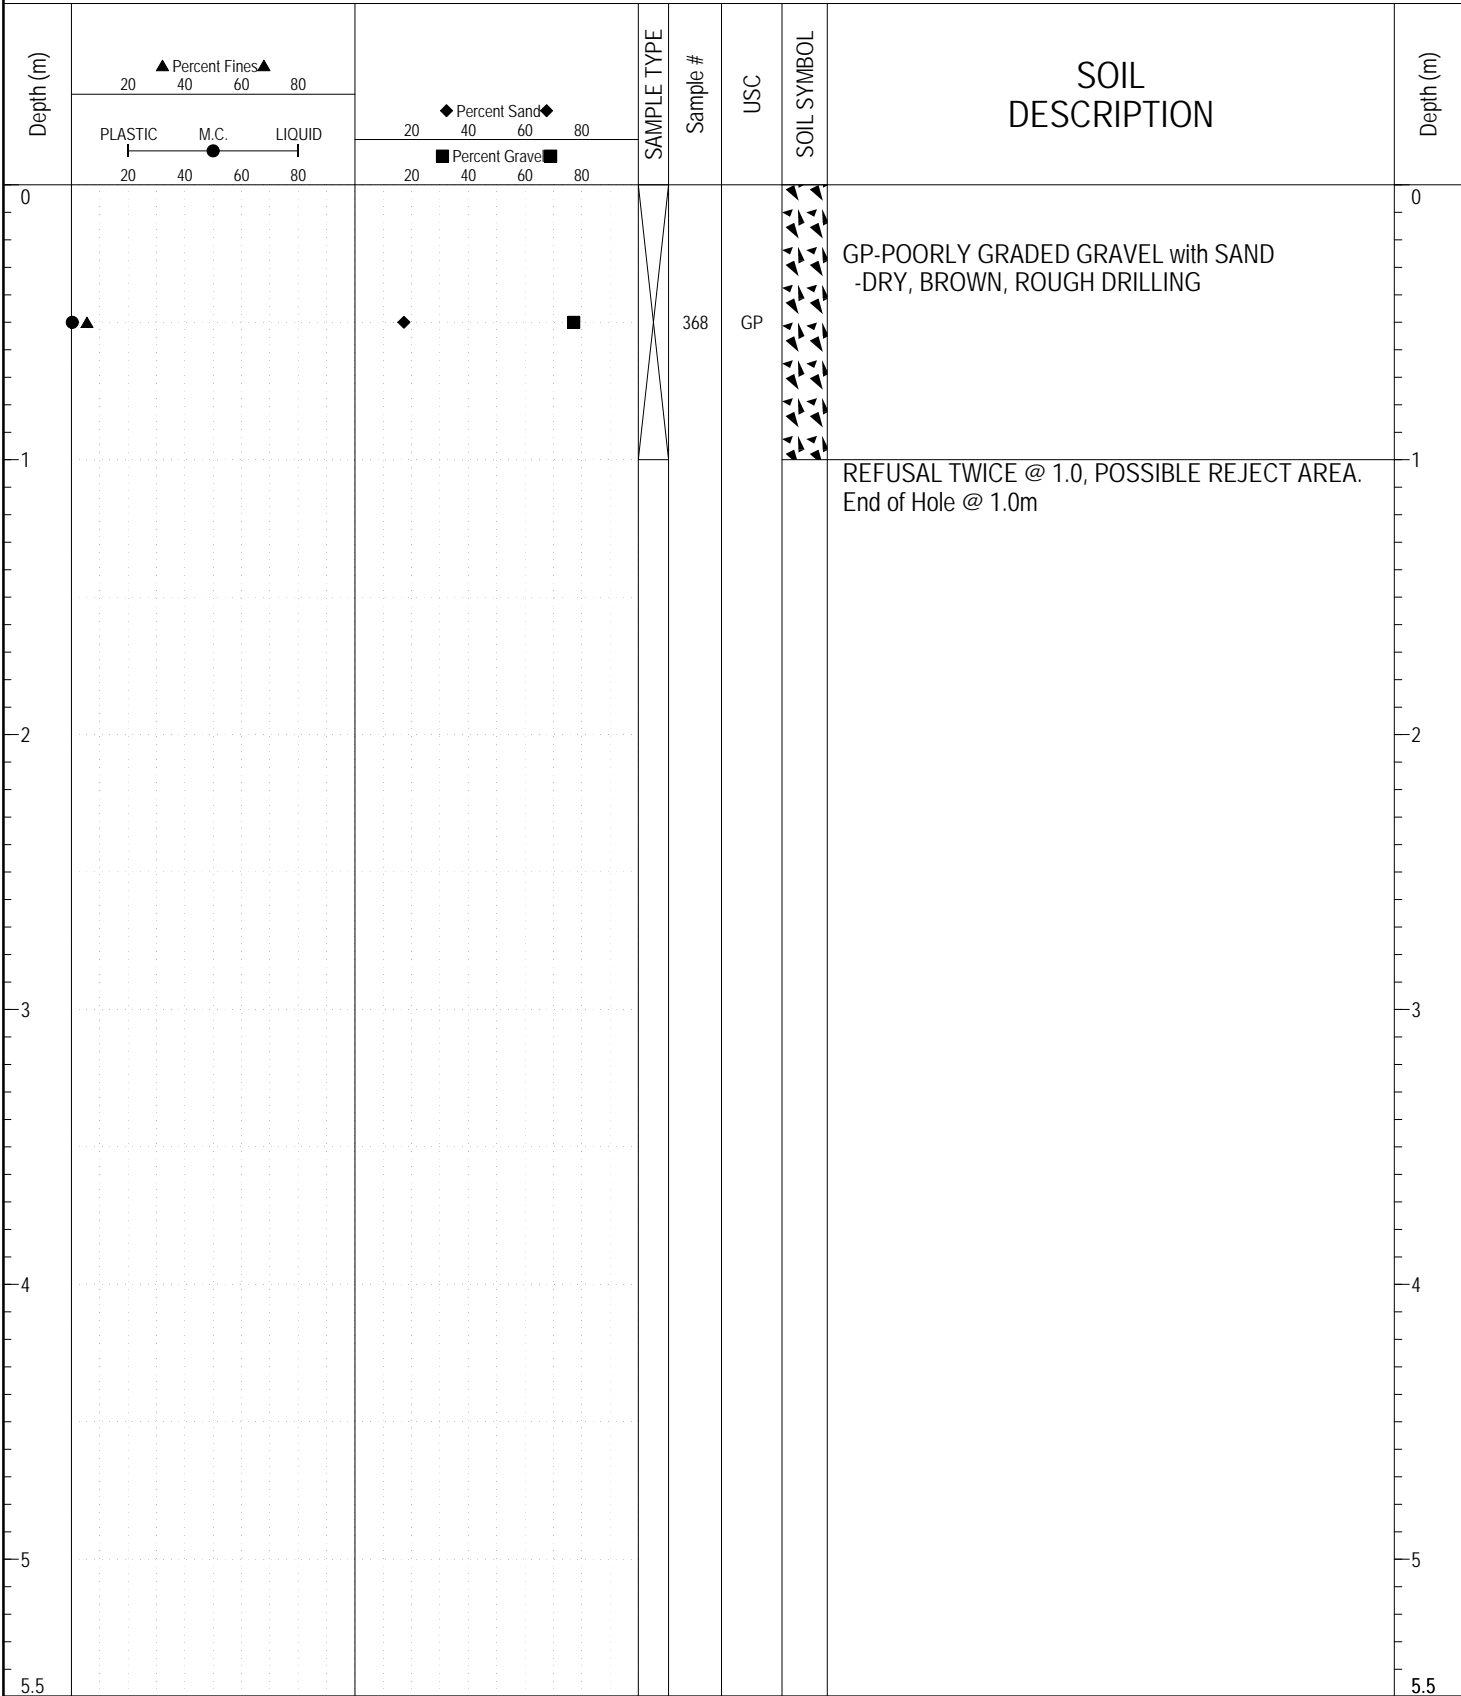 Depth (m)
▲ Percent Fines ▲
20 40 60 80
PLASTIC M.C. LIQUID
20 40 60 80
◆ Percent Sand ◆
20 40 60 80
■ Percent Gravel ■
20 40 60 80
SAMPLE TYPE
Sample #
USC
SOIL SYMBOL
SOIL
DESCRIPTION
Depth (m)
0 0
GP-POORLY GRADED GRAVEL with SAND
-DRY, BROWN, ROUGH DRILLING
368 GP
1 1
REFUSAL TWICE @ 1.0, POSSIBLE REJECT AREA.
End of Hole @ 1.0m
2 2
3 3
4 4
5 5
5.5 5.5